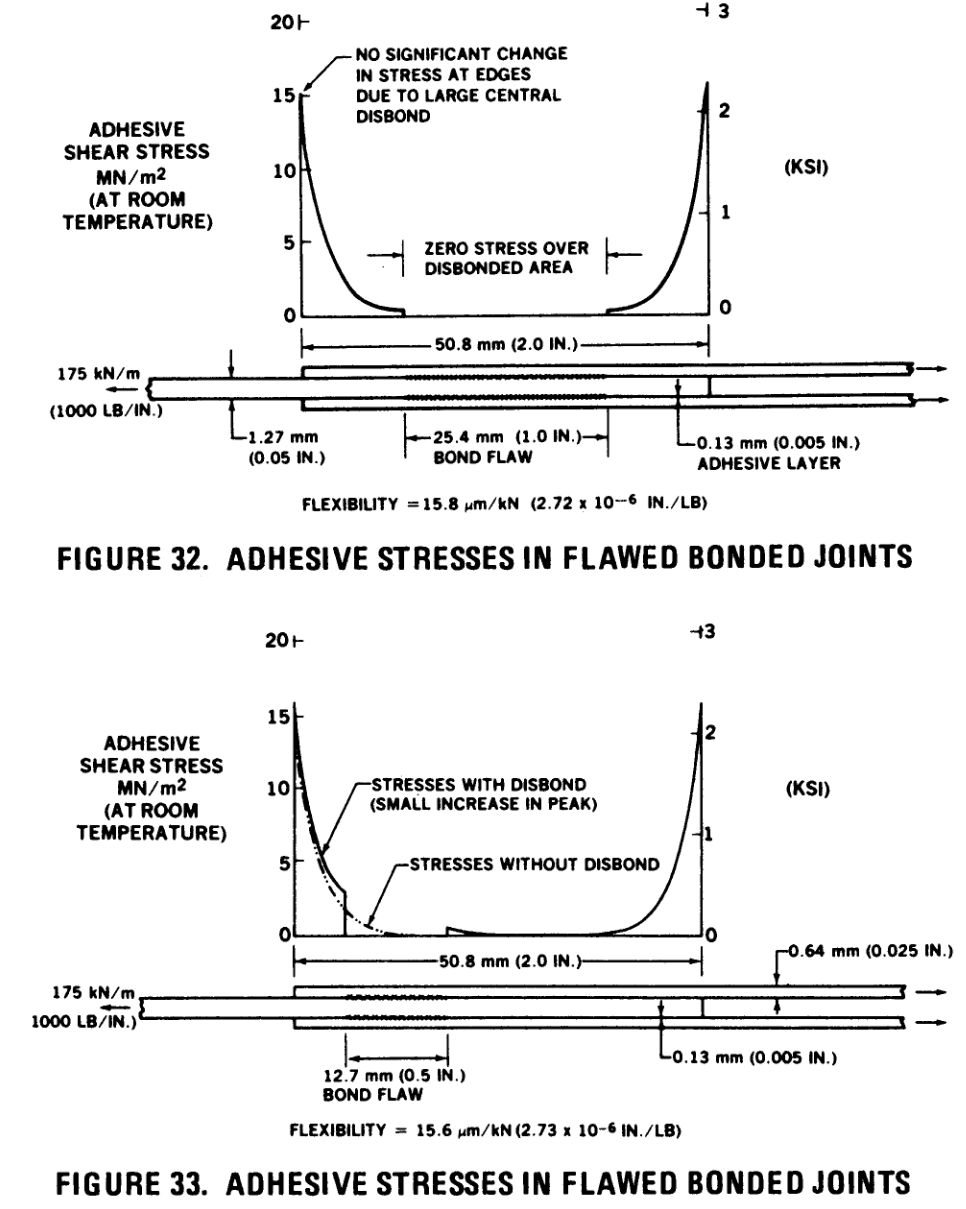 20
3
NO SIGNIFICANT CHANGE
IN STRESS AT EDGES
DUE TO LARGE CENTRAL
DISBOND
15
2
ADHESIVE
SHEAR STRESS
MN/m²
(AT ROOM
TEMPERATURE)
10
(KSI)
1
5
ZERO STRESS OVER
DISBONDED AREA
0
0
50.8 mm (2.0 IN.)
175 kN/m
(1000 LB/IN.)
1.27 mm
(0.05 IN.)
25.4 mm (1.0 IN.)
BOND FLAW
0.13 mm (0.005 IN.)
ADHESIVE LAYER
FLEXIBILITY = 15.8 µm/kN (2.72 x 10⁻⁶ IN./LB)
FIGURE 32. ADHESIVE STRESSES IN FLAWED BONDED JOINTS
20
3
15
2
ADHESIVE
SHEAR STRESS
MN/m²
(AT ROOM
TEMPERATURE)
10
STRESSES WITH DISBOND
(SMALL INCREASE IN PEAK)
(KSI)
1
5
STRESSES WITHOUT DISBOND
0
0
50.8 mm (2.0 IN.)
0.64 mm (0.025 IN.)
175 kN/m
1000 LB/IN.)
12.7 mm (0.5 IN.)
BOND FLAW
0.13 mm (0.005 IN.)
FLEXIBILITY = 15.6 µm/kN (2.73 x 10⁻⁶ IN./LB)
FIGURE 33. ADHESIVE STRESSES IN FLAWED BONDED JOINTS